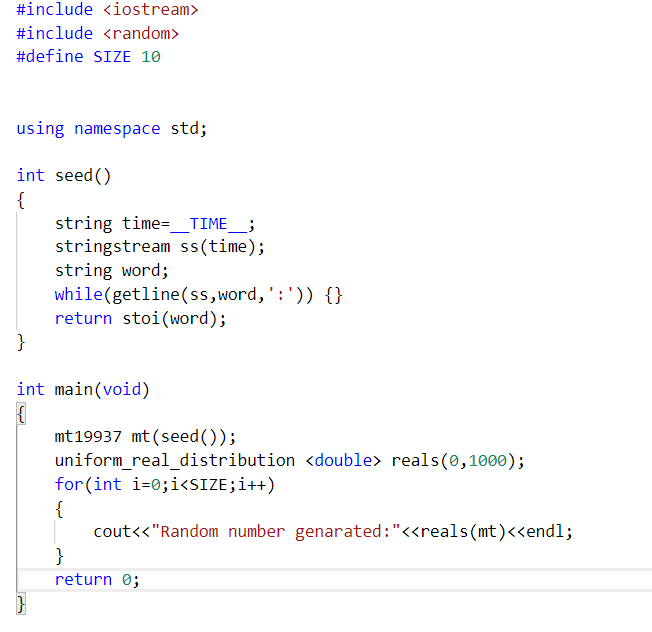 #include <iostream>
#include <random>
#define SIZE 10
using namespace std;
int seed()
{
string time=__TIME__;
stringstream ss(time);
string word;
while(getline(ss,word,':')) {}
return stoi(word);
}
int main(void)
{
mt19937 mt(seed());
uniform_real_distribution <double> reals(0,1000);
for(int i=0;i<SIZE;i++)
{
cout<<"Random number genarated:"<<reals(mt)<<endl;
}
return 0;
}